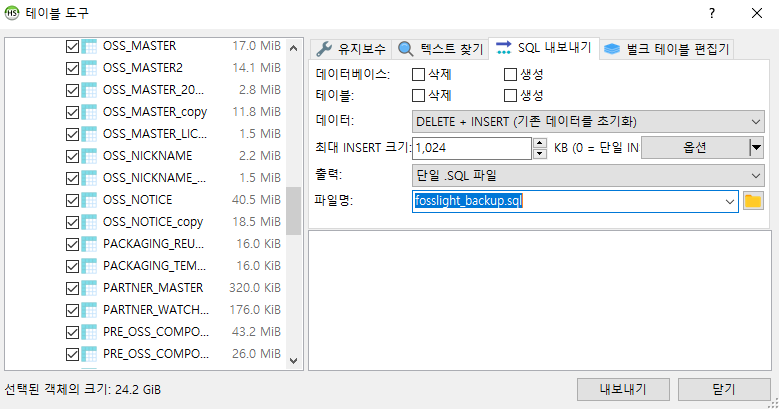 HS 테이블 도구
OSS_MASTER 17.0 MiB
OSS_MASTER2 14.1 MiB
OSS_MASTER_20... 2.8 MiB
OSS_MASTER_copy 11.8 MiB
OSS_MASTER_LIC... 1.5 MiB
OSS_NICKNAME 2.2 MiB
OSS_NICKNAME_... 1.5 MiB
OSS_NOTICE 40.5 MiB
OSS_NOTICE_copy 18.5 MiB
PACKAGING_REU... 16.0 KiB
PACKAGING_TEM... 16.0 KiB
PARTNER_MASTER 320.0 KiB
PARTNER_WATCH... 176.0 KiB
PRE_OSS_COMPO... 43.2 MiB
PRE_OSS_COMPO... 26.0 MiB
유지보수 텍스트 찾기 SQL 내보내기 벌크 테이블 편집기
데이터베이스: 삭제 생성
테이블: 삭제 생성
데이터: DELETE + INSERT (기존 데이터를 초기화)
최대 INSERT 크기: 1,024 KB (0 = 단일 IN 옵션
출력: 단일 .SQL 파일
파일명: fosslight_backup.sql
선택된 객체의 크기: 24.2 GiB 내보내기 닫기